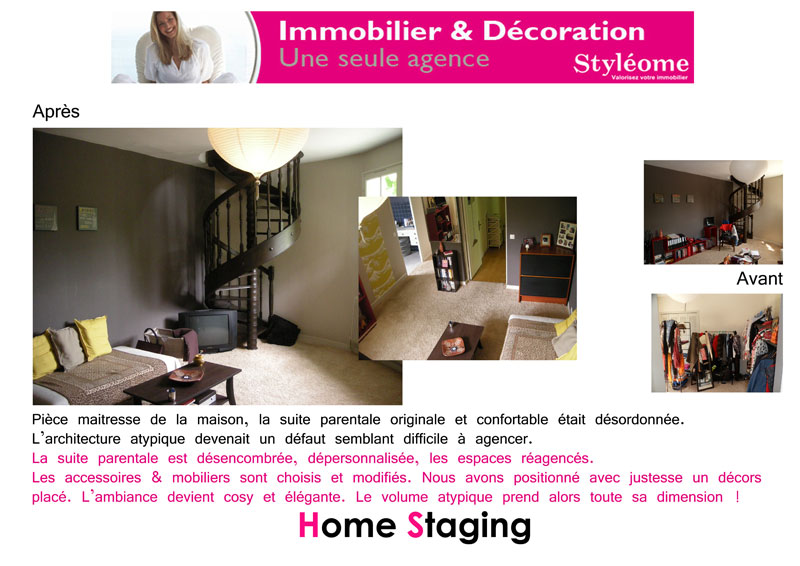 Immobilier & Décoration
Une seule agence
Styléome
Valorisez votre immobilier
Après
Avant
Pièce maitresse de la maison, la suite parentale originale et confortable était désordonnée.
L'architecture atypique devenait un défaut semblant difficile à agencer.
La suite parentale est désencombrée, dépersonnalisée, les espaces réagencés.
Les accessoires & mobiliers sont choisis et modifiés. Nous avons positionné avec justesse un décors
placé. L'ambiance devient cosy et élégante. Le volume atypique prend alors toute sa dimension !
Home Staging